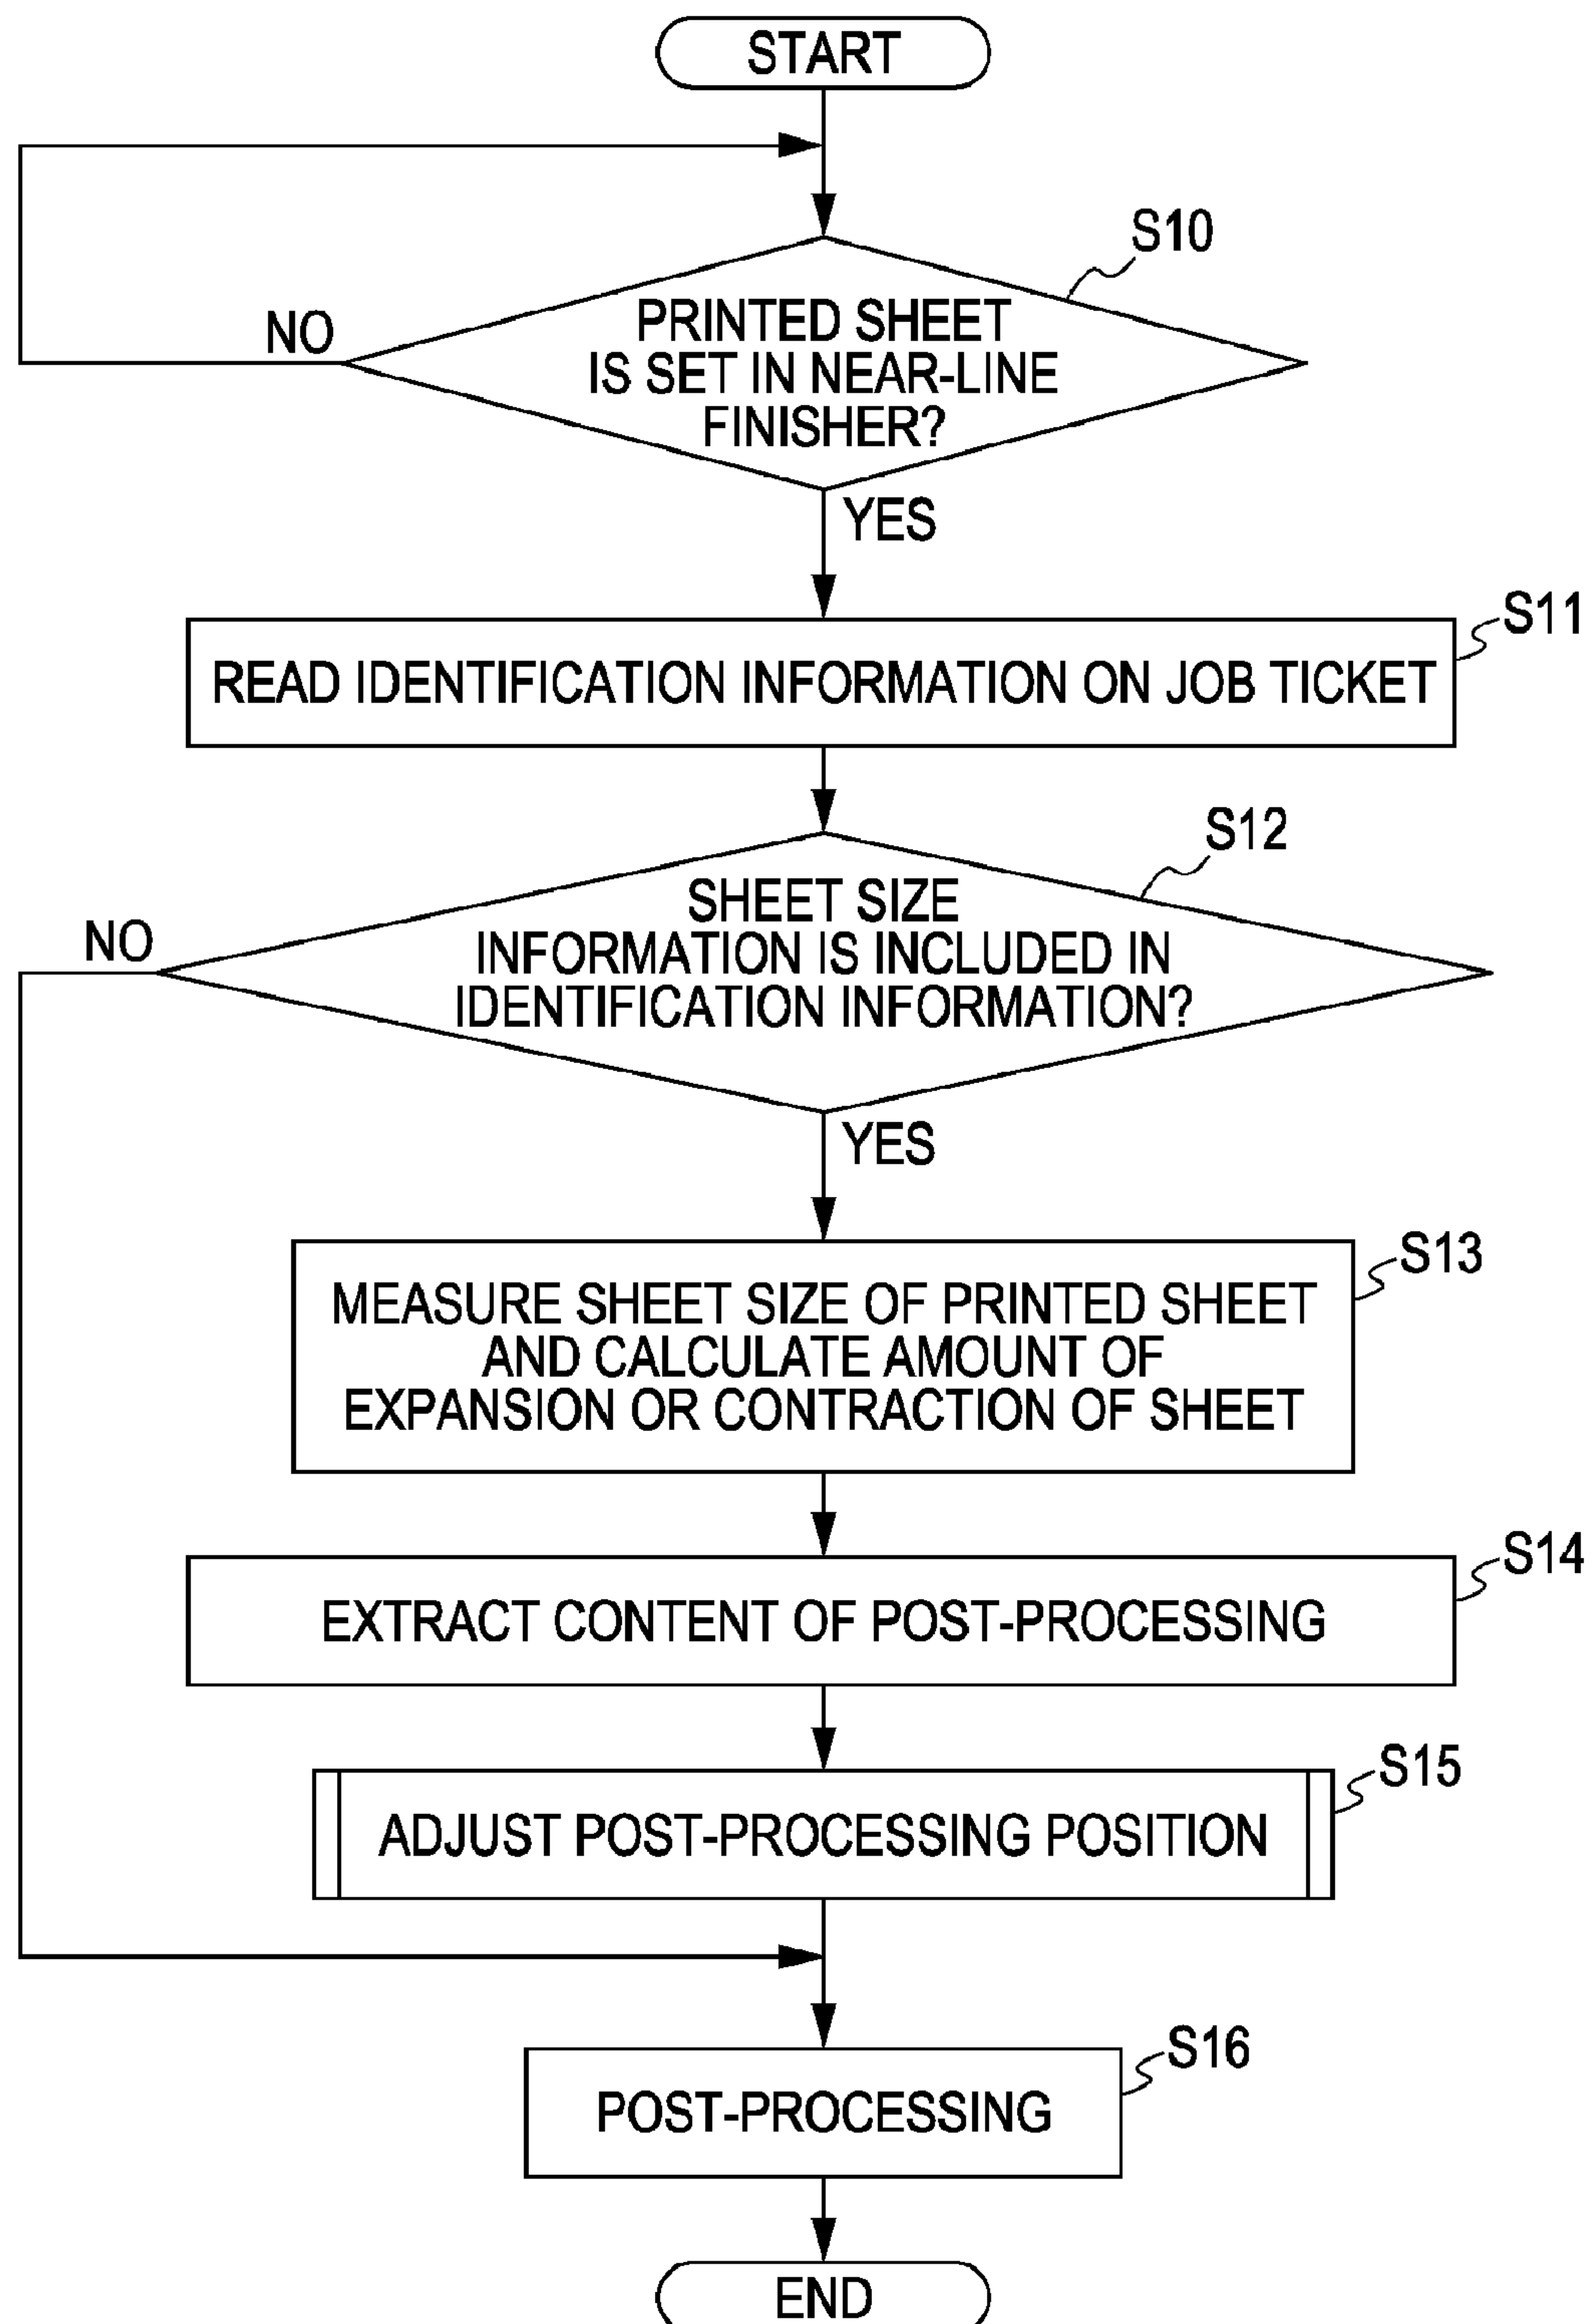 START
S10
PRINTED SHEET
IS SET IN NEAR-LINE
FINISHER?
NO
YES
S11
READ IDENTIFICATION INFORMATION ON JOB TICKET
S12
SHEET SIZE
INFORMATION IS INCLUDED IN
IDENTIFICATION INFORMATION?
NO
YES
S13
MEASURE SHEET SIZE OF PRINTED SHEET
AND CALCULATE AMOUNT OF
EXPANSION OR CONTRACTION OF SHEET
S14
EXTRACT CONTENT OF POST-PROCESSING
S15
ADJUST POST-PROCESSING POSITION
S16
POST-PROCESSING
END